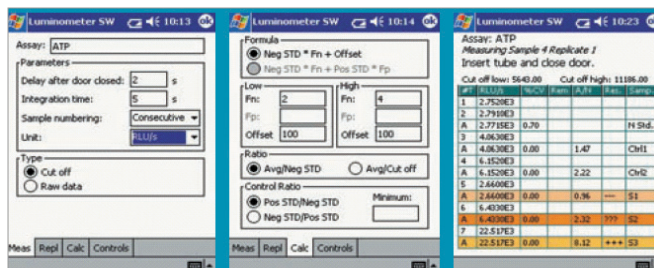 Luminometer SW 10:13 ok
Assay: ATP
Parameters
Delay after door closed: 2 s
Integration time: 5 s
Sample numbering: Consecutive
Unit: RLU/s
Type
Cut off
Raw data
Meas Repl Calc Controls
Luminometer SW 10:14 ok
Formula
Neg STD * Fn + Offset
Neg STD * Fn + Pos STD * Fp
Low High
Fn: 2 Fn: 4
Fp: Fp:
Offset 100 Offset 100
Ratio
Avg/Neg STD Avg/Cut off
Control Ratio
Pos STD/Neg STD Minimum:
Neg STD/Pos STD
Meas Repl Calc Controls
Luminometer SW 10:23
Assay: ATP
Measuring Sample 4 Replicate 1
Insert tube and close door.
Cut off low: 5643.00 Cut off high: 11186.00
#T RLU/s %CV Rem A/N Res. Samp.
1 2.7520E3
2 2.7910E3
A 2.7715E3 0.70 N Std.
3 4.0630E3
A 4.0630E3 0.00 1.47 Ctrl1
4 6.1520E3
A 6.1520E3 0.00 2.22 Ctrl2
5 2.6600E3
A 2.6600E3 0.00 0.96 --- S1
6 6.4330E3
A 6.4330E3 0.00 2.32 ??? S2
7 22.517E3
A 22.517E3 0.00 8.12 +++ S3